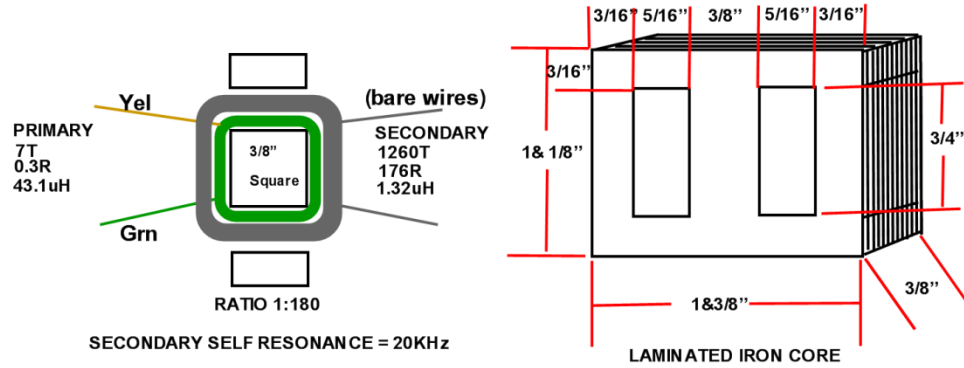 Yel
(bare wires)
PRIMARY
7T
0.3R
43.1uH
3/8”
Square
SECONDARY
1260T
176R
1.32uH
Grn
RATIO 1:180
SECONDARY SELF RESONANCE = 20KHz
3/16” 5/16” 3/8” 5/16” 3/16”
3/16”
1& 1/8”
3/4”
3/8”
1&3/8”
LAMINATED IRON CORE